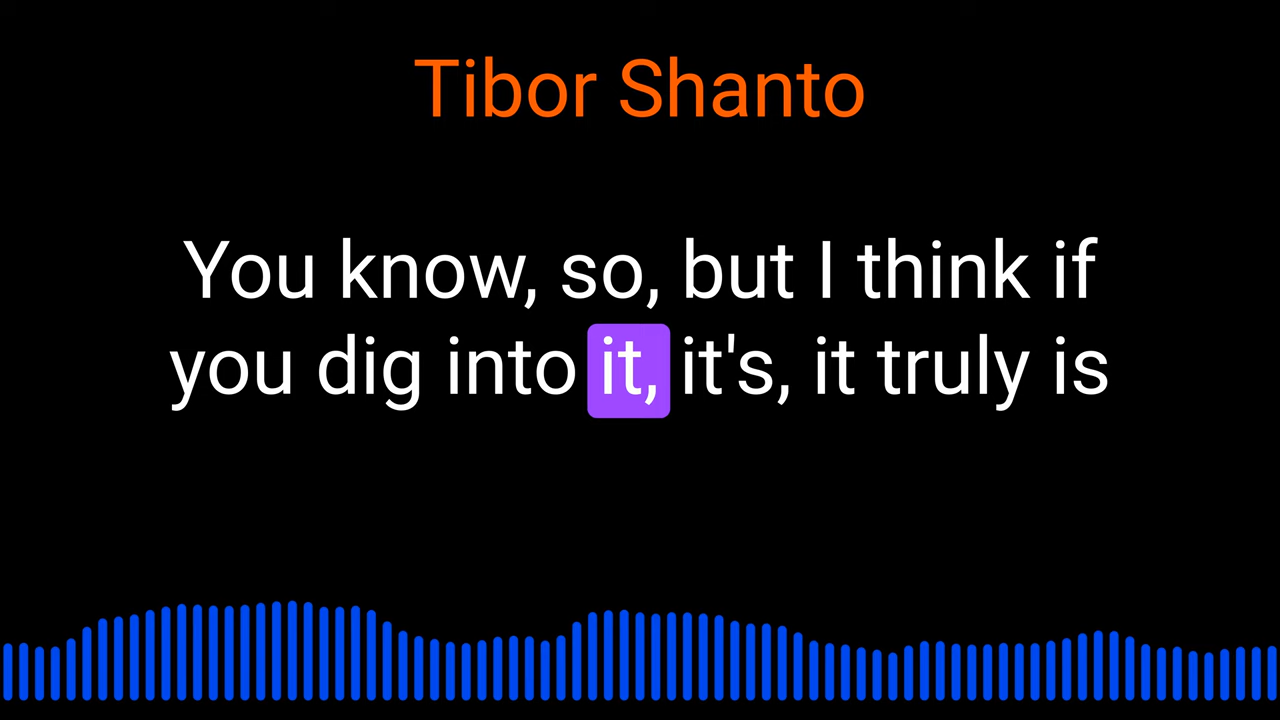 Tibor Shanto
You know, so, but I think if
you dig into it, it's, it truly is